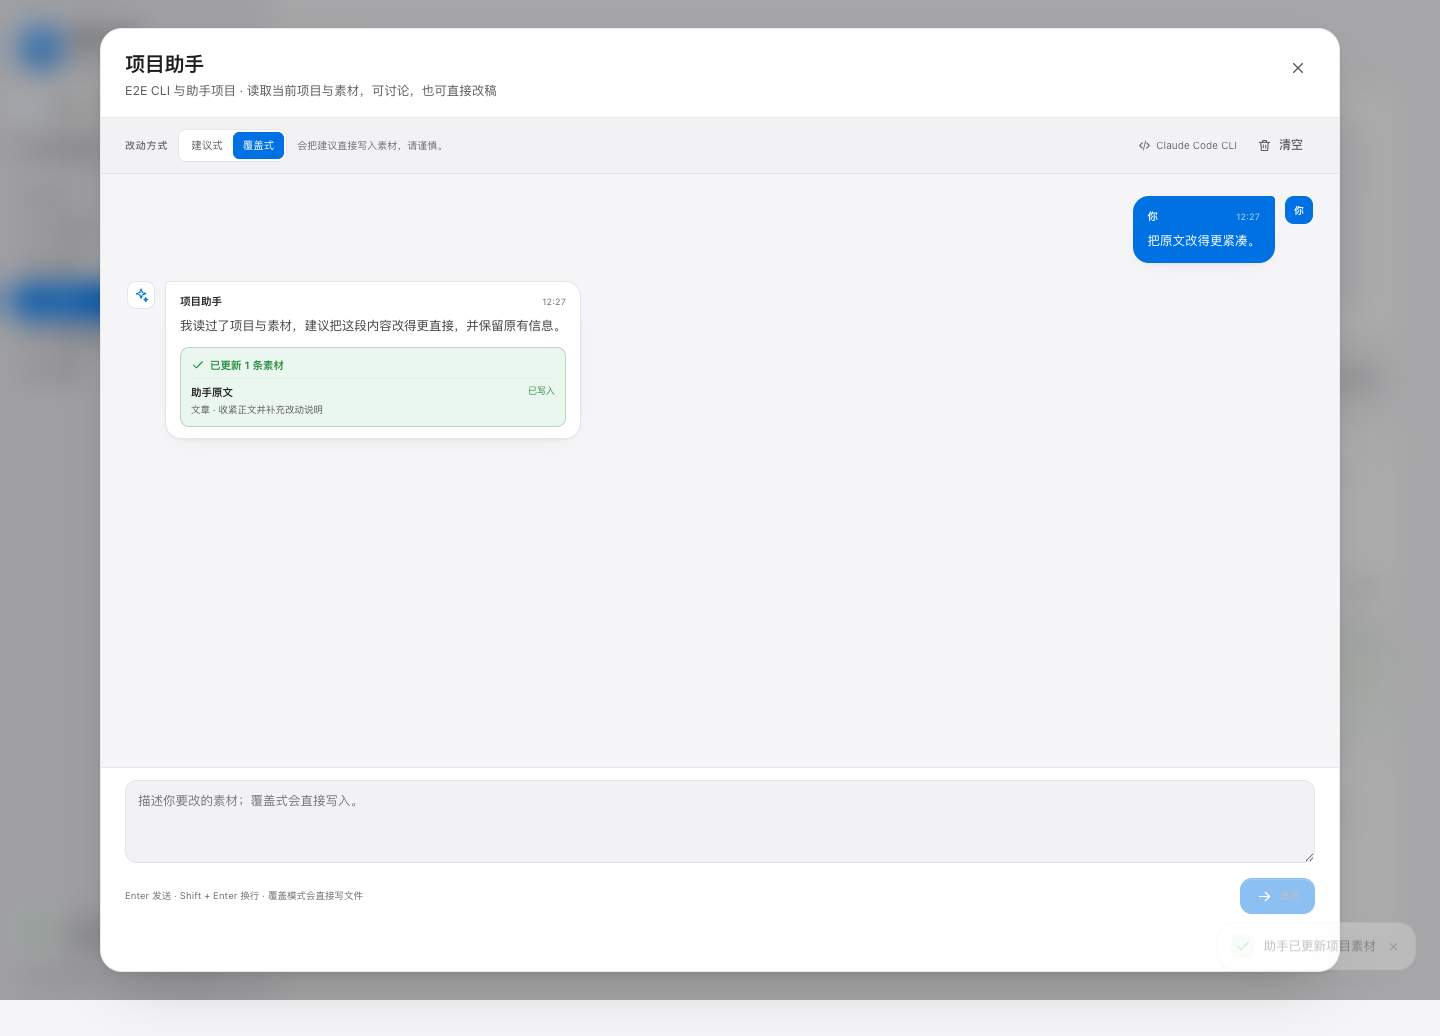 项目助手
E2E CLI 与助手项目 · 读取当前项目与素材，可讨论，也可直接改稿
改动方式
建议式
覆盖式
会把建议直接写入素材，请谨慎。
Claude Code CLI
清空
你 12:27
把原文改得更紧凑。
你
项目助手 12:27
我读过了项目与素材，建议把这段内容改得更直接，并保留原有信息。
已更新 1 条素材
助手原文 已写入
文章 · 收紧正文并补充改动说明
描述你要改的素材；覆盖式会直接写入。
Enter 发送 · Shift + Enter 换行 · 覆盖模式会直接写文件
助手已更新项目素材